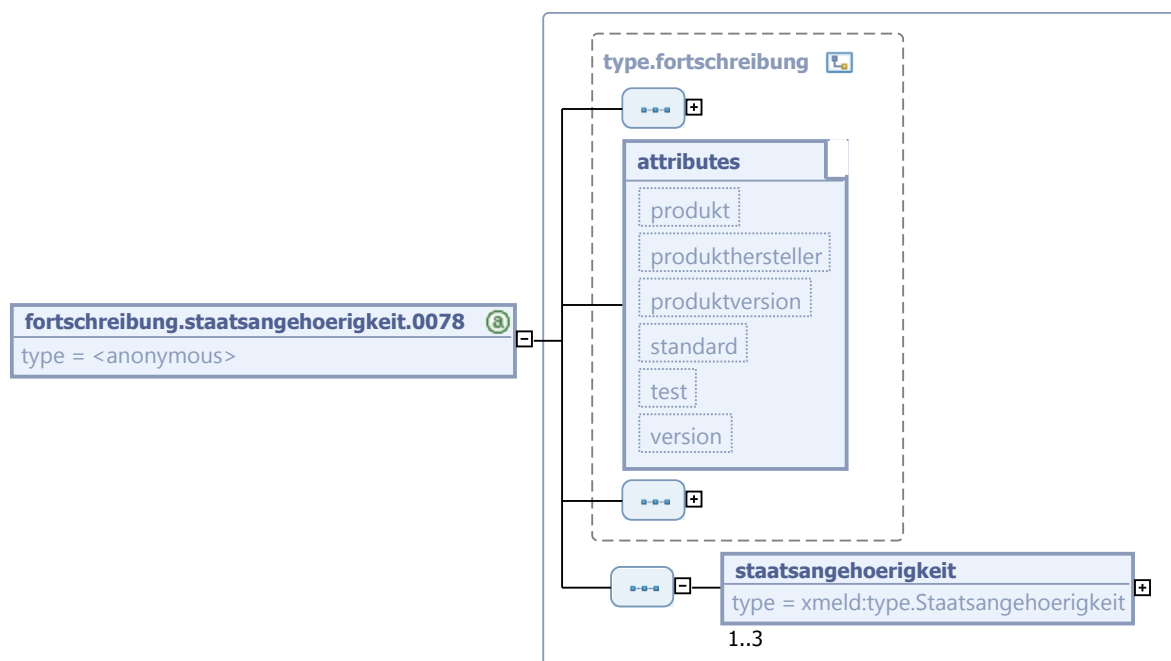 type.fortschreibung
attributes
produkt
produkthersteller
produktversion
standard
test
version
fortschreibung.staatsangehoerigkeit.0078 a
type = <anonymous>
staatsangehoerigkeit
type = xmeld:type.Staatsangehoerigkeit
1..3